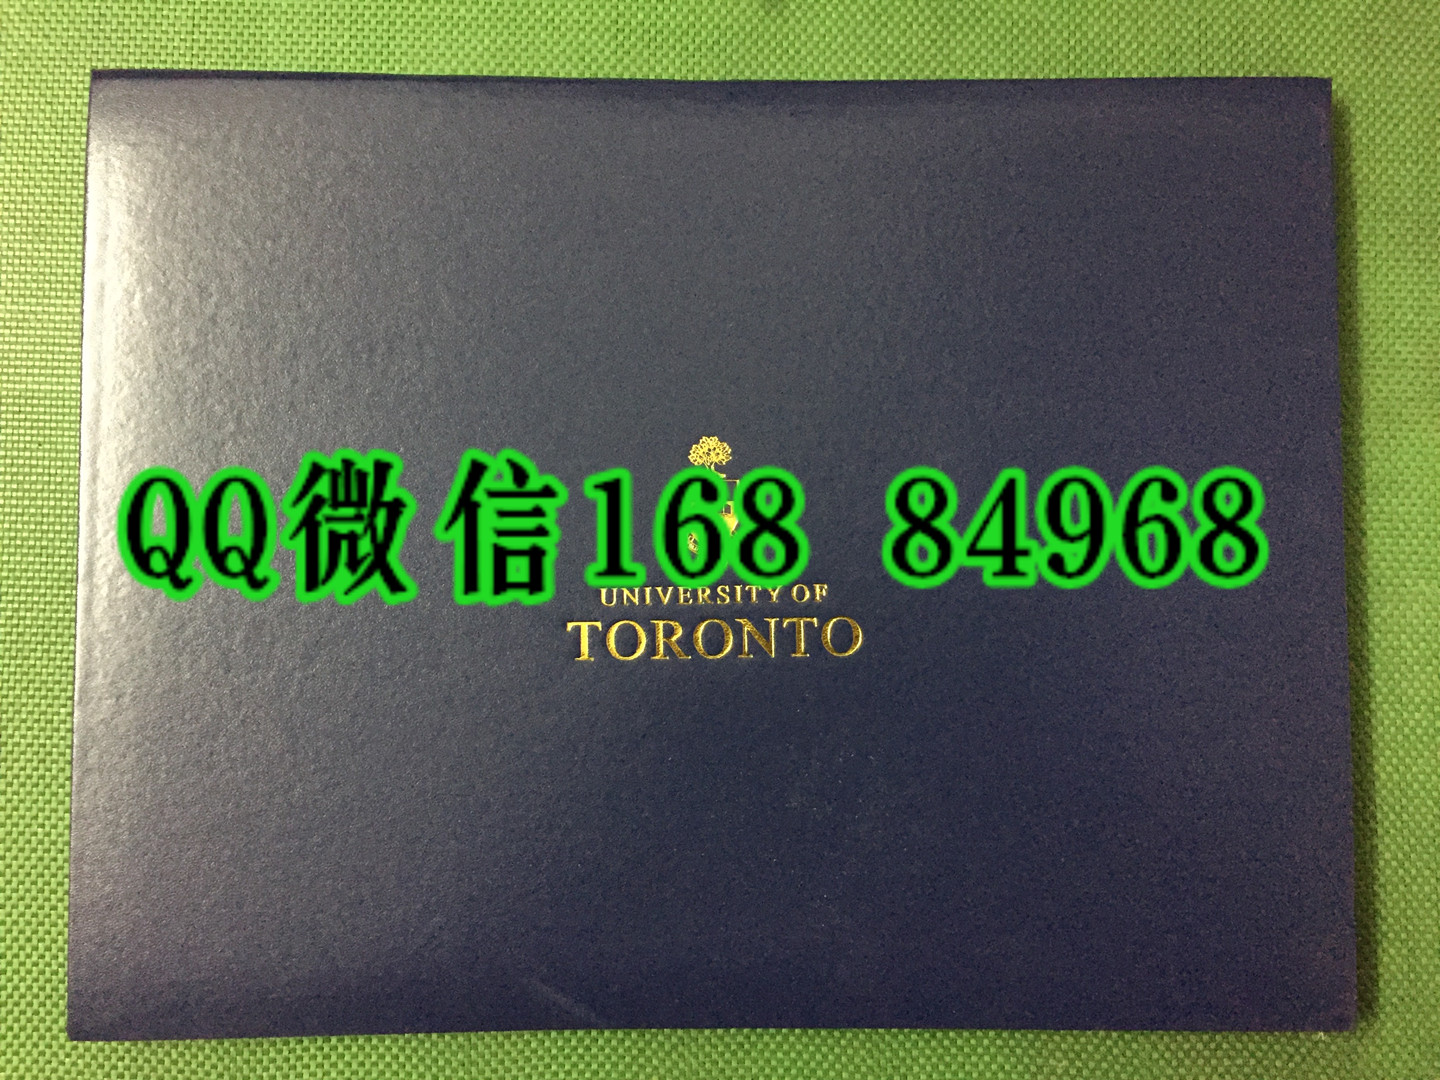 QQ微信168 84968
UNIVERSITY OF
TORONTO